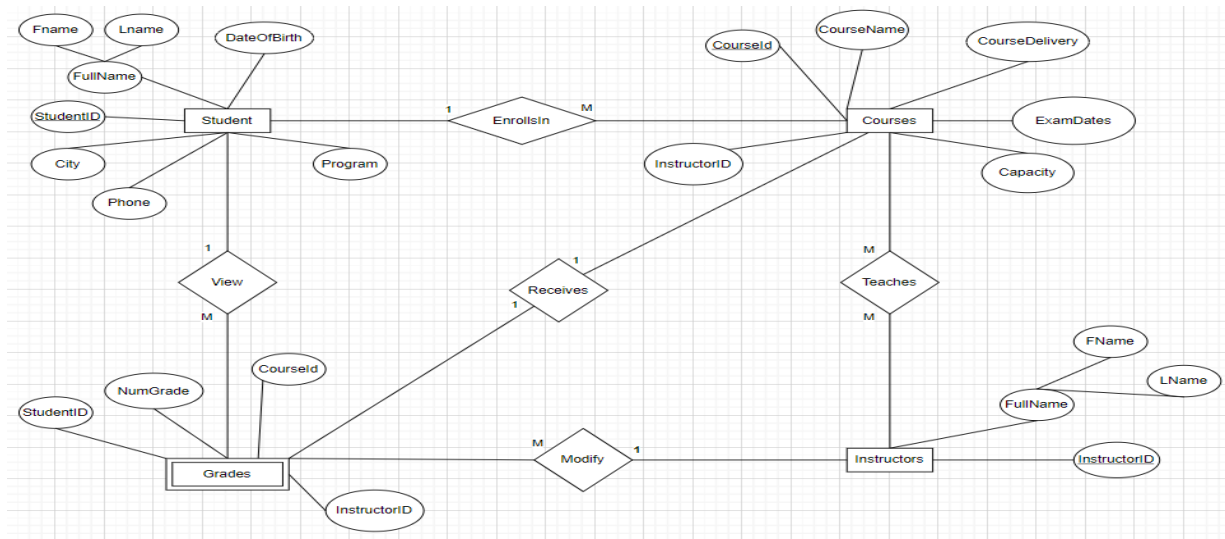 Fname
Lname
DateOfBirth
FullName
StudentID
Student
City
Phone
Program
1
EnrollsIn
M
CourseId
CourseName
CourseDelivery
Courses
ExamDates
InstructorID
Capacity
1
View
M
1
Receives
1
M
Teaches
M
FName
LName
FullName
StudentID
NumGrade
CourseId
Grades
InstructorID
M
Modify
1
Instructors
InstructorID